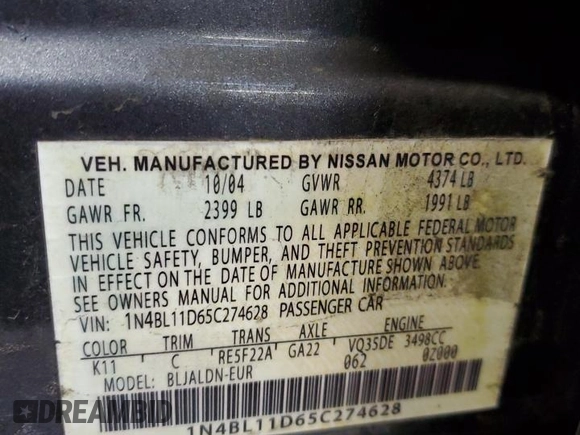 VEH. MANUFACTURED BY NISSAN MOTOR CO., LTD.
DATE 10/04 GVWR 4374 LB
GAWR FR. 2399 LB GAWR RR. 1991 LB
THIS VEHICLE CONFORMS TO ALL APPLICABLE FEDERAL MOTOR
VEHICLE SAFETY, BUMPER, AND THEFT PREVENTION STANDARDS
IN EFFECT ON THE DATE OF MANUFACTURE SHOWN ABOVE.
SEE OWNERS MANUAL FOR ADDITIONAL INFORMATION.
VIN: 1N4BL11D65C274628 PASSENGER CAR
COLOR TRIM TRANS AXLE ENGINE
K11 C RE5F22A GA22 VQ35DE 3498CC
MODEL: BLJALDN-EUR 062 0Z000
1N4BL11D65C274628
DREAMBID